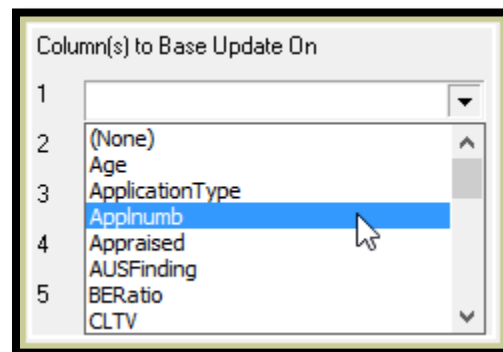 Column(s) to Base Update On
1
2
(None)
Age
3
ApplicationType
Applnumb
4
Appraised
AUSFinding
5
BERatio
CLTV